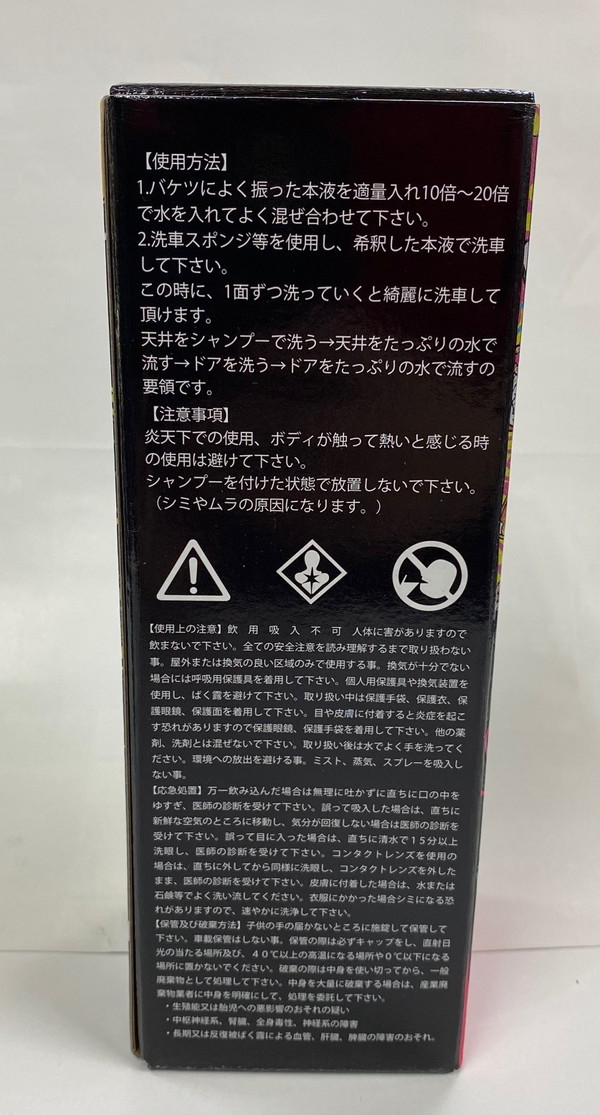 【使用方法】
1.バケツによく振った本液を適量入れ10倍～20倍
で水を入れてよく混ぜ合わせて下さい。
2.洗車スポンジ等を使用し、希釈した本液で洗車
して下さい。
この時に、1面ずつ洗っていくと綺麗に洗車して
頂けます。
天井をシャンプーで洗う→天井をたっぷりの水で
流す→ドアを洗う→ドアをたっぷりの水で流すの
要領です。
【注意事項】
炎天下での使用、ボディが触って熱いと感じる時
の使用は避けて下さい。
シャンプーを付けた状態で放置しないで下さい。
（シミやムラの原因になります。）
【使用上の注意】飲 用 吸 入 不 可 人体に害がありますので
飲まないで下さい。全ての安全注意を読み理解するまで取り扱わない
事。屋外または換気の良い区域のみで使用する事。換気が十分でない
場合には呼吸用保護具を着用して下さい。個人用保護具や換気装置を
使用し、ばく露を避けて下さい。取り扱い中は保護手袋、保護衣、保
護眼鏡、保護面を着用して下さい。目や皮膚に付着すると炎症を起こ
す恐れがありますので保護眼鏡、保護手袋を着用して下さい。他の薬
剤、洗剤とは混ぜないで下さい。取り扱い後は水でよく手を洗ってく
ださい。環境への放出を避ける事。ミスト、蒸気、スプレーを吸入し
ない事。
【応急処置】万一飲み込んだ場合は無理に吐かずに直ちに口の中を
ゆすぎ、医師の診断を受けて下さい。誤って吸入した場合は、直ちに
新鮮な空気のところに移動し、気分が回復しない場合は医師の診断を
受けて下さい。誤って目に入った場合は、直ちに清水で15分以上
洗眼し、医師の診断を受けて下さい。コンタクトレンズを使用の
場合は、直ちに外してから同様に洗眼し、コンタクトレンズを外した
まま、医師の診断を受けて下さい。皮膚に付着した場合は、水または
石鹸等でよく洗い流してください。衣服にかかった場合シミになる恐
れがありますので、速やかに洗浄して下さい。
【保管及び破棄方法】子供の手の届かないところに施錠して保管して
下さい。車載保管はしない事。保管の際は必ずキャップをし、直射日
光の当たる場所及び、40℃以上の高温になる場所や0℃以下になる
場所に置かないでください。破棄の際は中身を使い切ってから、一般
廃棄物として処理して下さい。中身を大量に破棄する場合は、産業廃
棄物業者に中身を明確にして、処理を委託して下さい。
・生殖能又は胎児への悪影響のおそれの疑い
・中枢神経系、腎臓、全身毒性、神経系の障害
・長期又は反復被ばく露による血管、肝臓、脾臓の障害のおそれ。